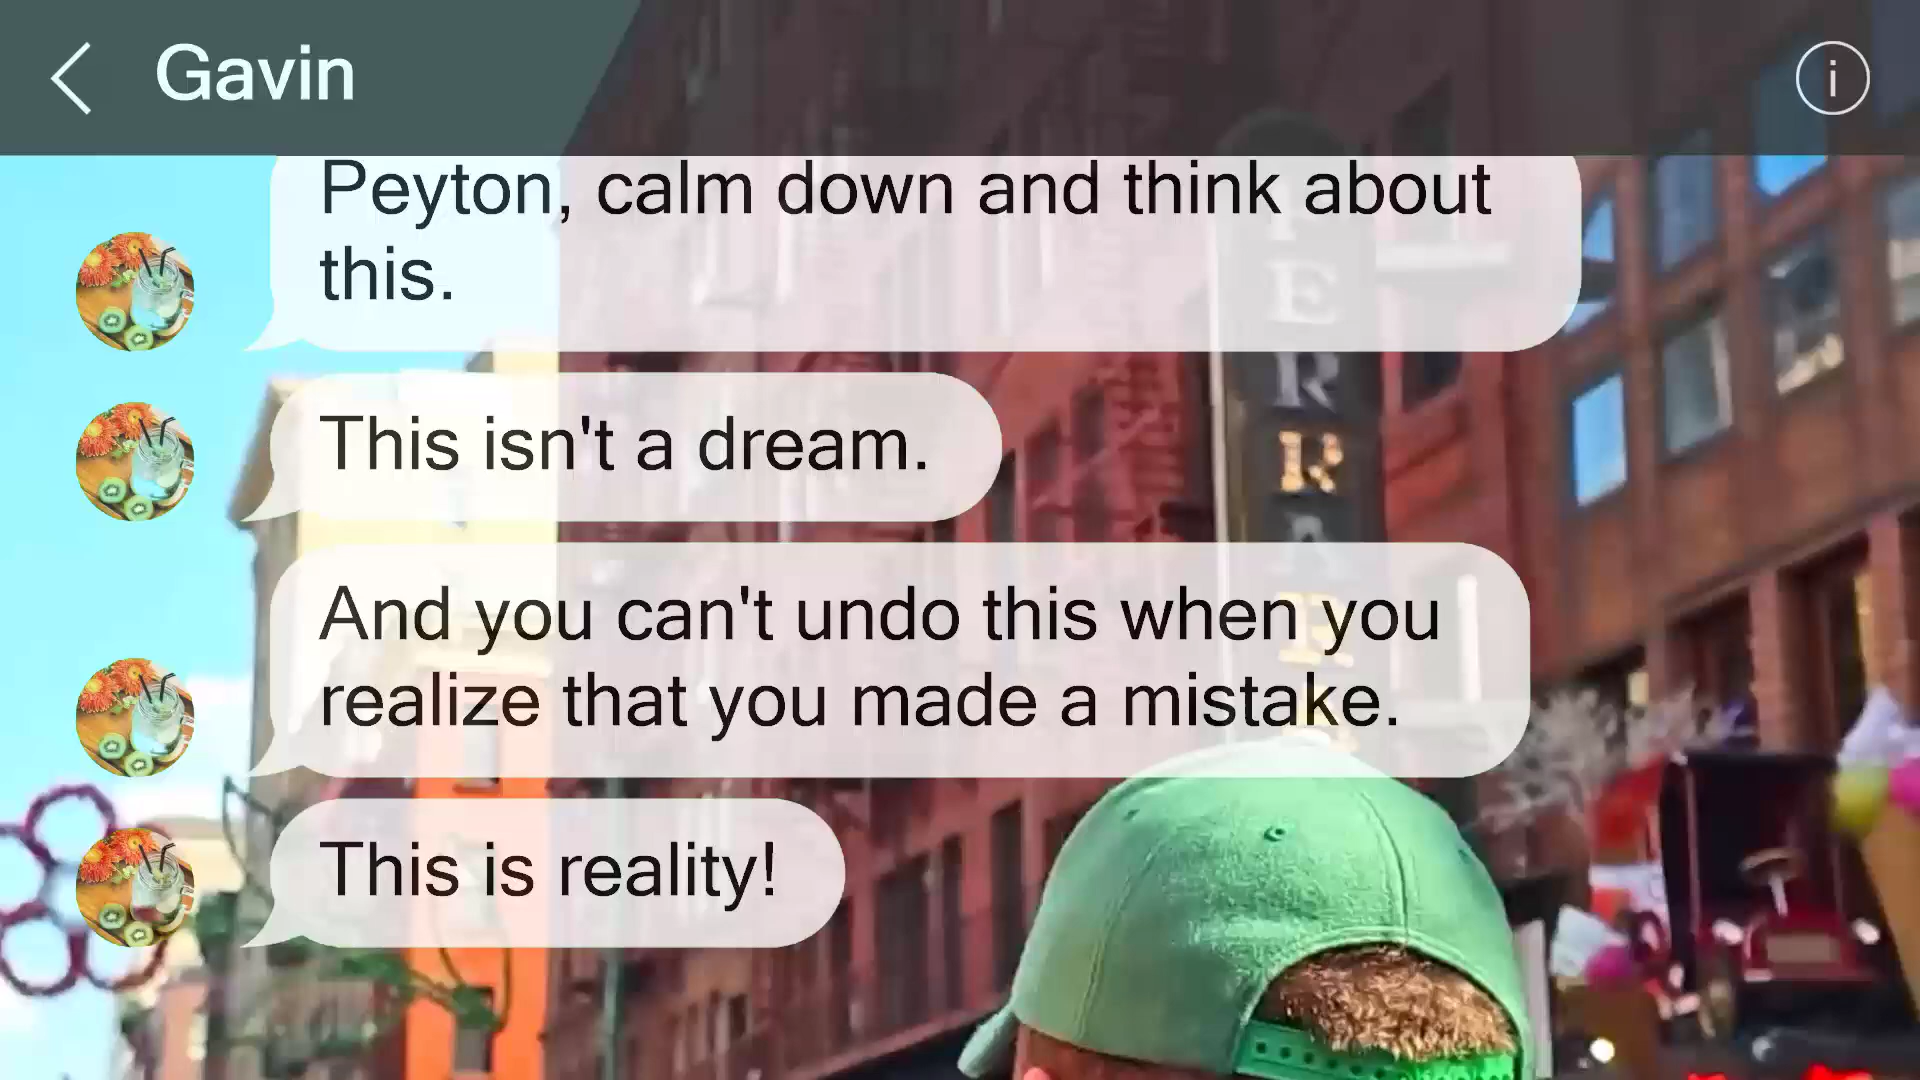 Gavin
Peyton, calm down and think about
this.
This isn't a dream.
And you can't undo this when you
realize that you made a mistake.
This is reality!